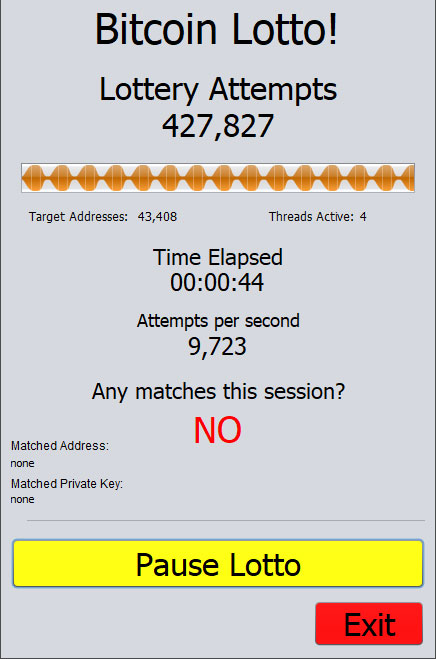 Bitcoin Lotto!
Lottery Attempts
427,827
Target Addresses: 43,408 Threads Active: 4
Time Elapsed
00:00:44
Attempts per second
9,723
Any matches this session?
NO
Matched Address:
none
Matched Private Key:
none
Pause Lotto
Exit